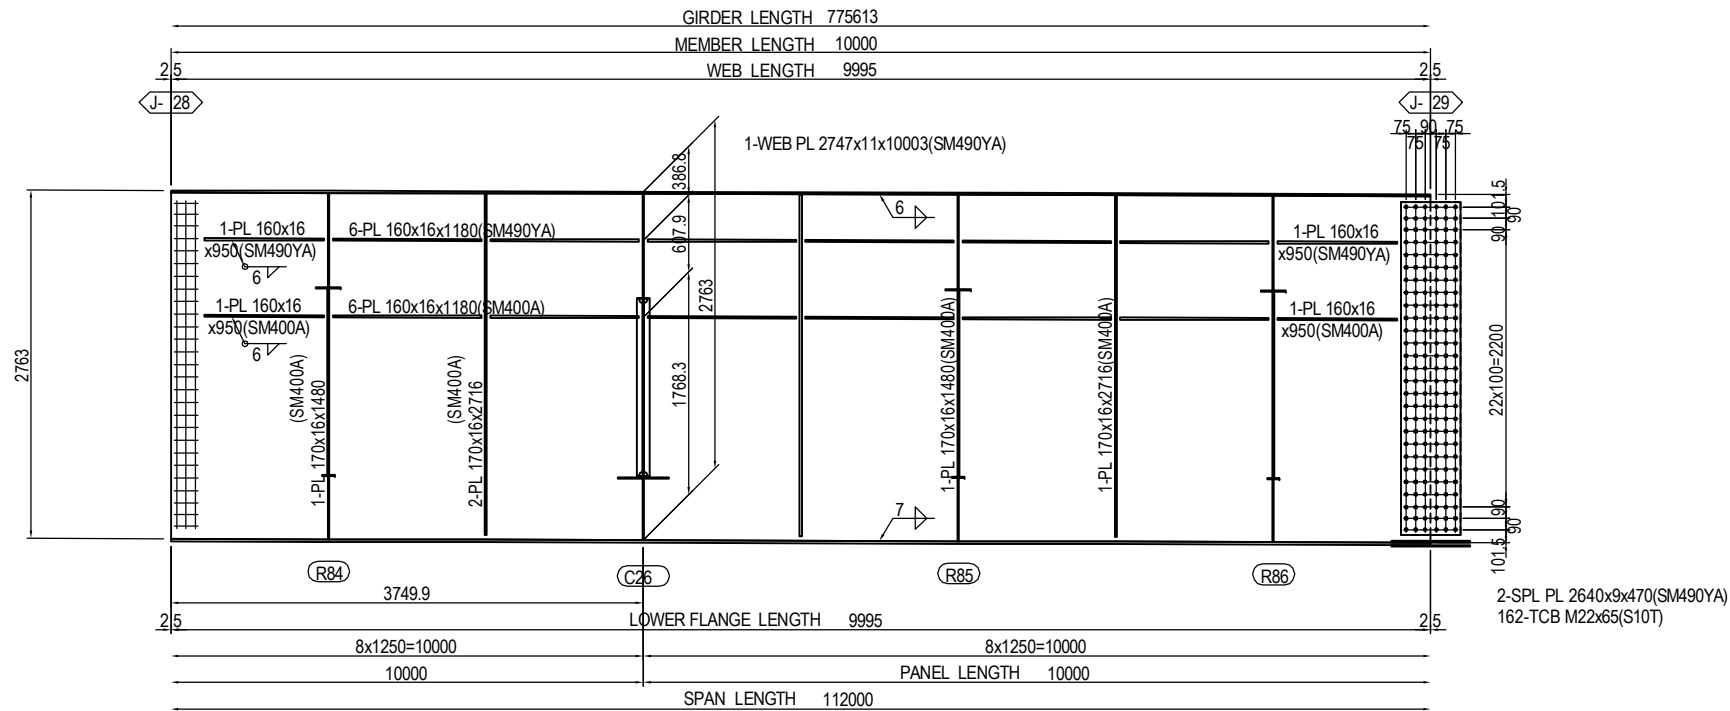 GIRDER LENGTH 775613
MEMBER LENGTH 10000
2.5
WEB LENGTH 9995
2.5
J- 28
J- 29
75 90 75
75 75
1-WEB PL 2747x11x10003(SM490YA)
386.8
607.9
2763
1768.3
2763
6
1-PL 160x16
x950(SM490YA)
6
6-PL 160x16x1180(SM490YA)
1-PL 160x16
x950(SM490YA)
1-PL 160x16
x950(SM400A)
6
6-PL 160x16x1180(SM400A)
1-PL 160x16
x950(SM400A)
(SM400A)
1-PL 170x16x1480
(SM400A)
2-PL 170x16x2716
1-PL 170x16x1480(SM400A)
1-PL 170x16x2716(SM400A)
7
101.5
90
90
22x100=2200
90
90
101.5
R84
C26
R85
R86
2-SPL PL 2640x9x470(SM490YA)
162-TCB M22x65(S10T)
3749.9
2.5
LOWER FLANGE LENGTH 9995
2.5
8x1250=10000
8x1250=10000
10000
PANEL LENGTH 10000
SPAN LENGTH 112000